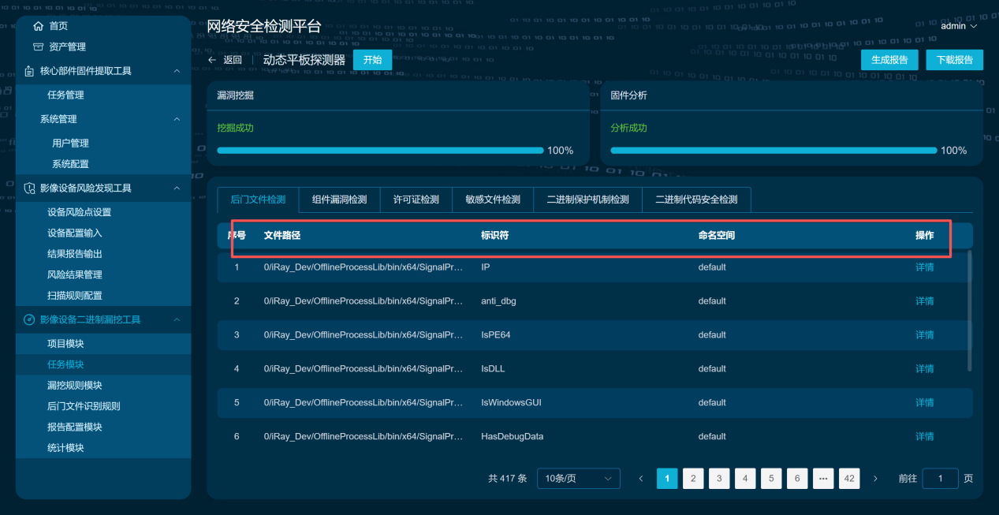 首页
资产管理
核心部件固件提取工具
任务管理
系统管理
用户管理
系统配置
影像设备风险发现工具
设备风险点设置
设备配置输入
结果报告输出
风险结果管理
扫描规则配置
影像设备二进制漏挖工具
项目模块
任务模块
漏挖规则模块
后门文件识别规则
报告配置模块
统计模块
网络安全检测平台
admin
返回 动态平板探测器 开始 生成报告 下载报告
漏洞挖掘
挖掘成功
100%
固件分析
分析成功
100%
后门文件检测 组件漏洞检测 许可证检测 敏感文件检测 二进制保护机制检测 二进制代码安全检测
序号 文件路径 标识符 命名空间 操作
1 0/iRay_Dev/OfflineProcessLib/bin/x64/SignalPr... IP default 详情
2 0/iRay_Dev/OfflineProcessLib/bin/x64/SignalPr... anti_dbg default 详情
3 0/iRay_Dev/OfflineProcessLib/bin/x64/SignalPr... IsPE64 default 详情
4 0/iRay_Dev/OfflineProcessLib/bin/x64/SignalPr... IsDLL default 详情
5 0/iRay_Dev/OfflineProcessLib/bin/x64/SignalPr... IsWindowsGUI default 详情
6 0/iRay_Dev/OfflineProcessLib/bin/x64/SignalPr... HasDebugData default 详情
共 417 条 10条/页 1 2 3 4 5 6 ... 42 前往 1 页